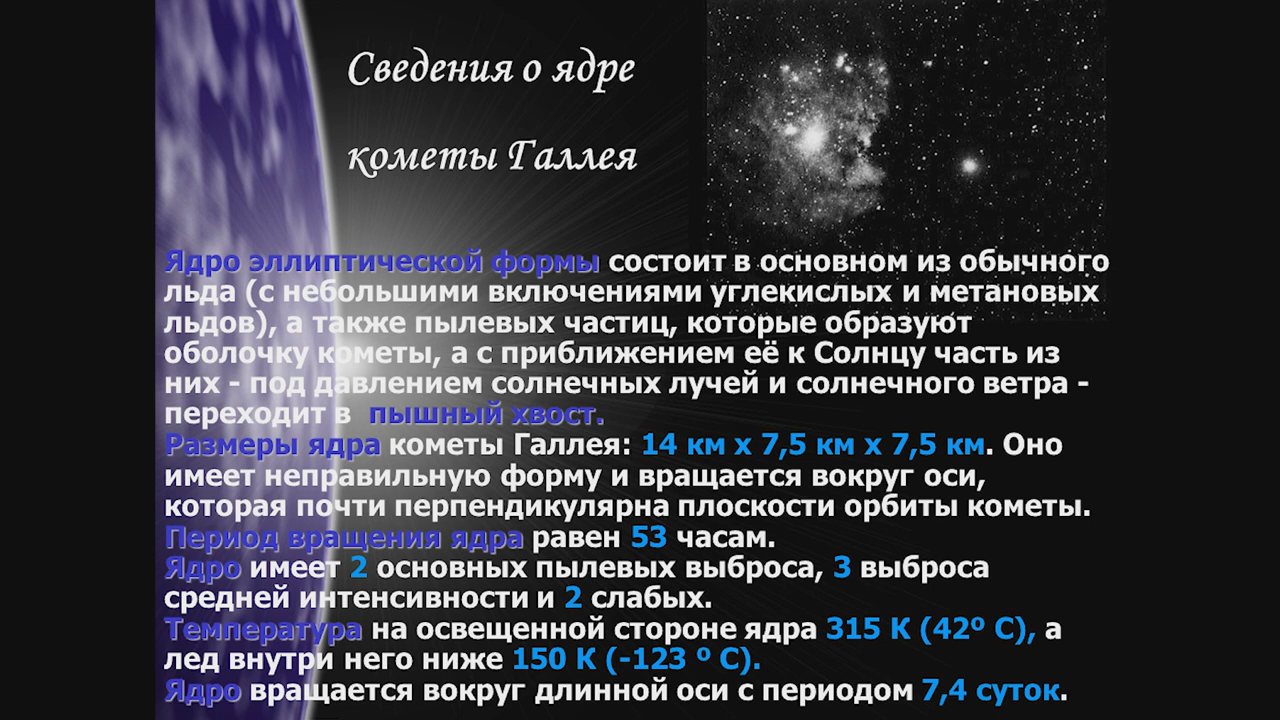 Сведения о ядре
кометы Галлея
Ядро эллиптической формы состоит в основном из обычного
льда (с небольшими включениями углекислых и метановых
льдов), а также пылевых частиц, которые образуют
оболочку кометы, а с приближением её к Солнцу часть из
них - под давлением солнечных лучей и солнечного ветра -
переходит в пышный хвост.
Размеры ядра кометы Галлея: 14 км х 7,5 км х 7,5 км. Оно
имеет неправильную форму и вращается вокруг оси,
которая почти перпендикулярна плоскости орбиты кометы.
Период вращения ядра равен 53 часам.
Ядро имеет 2 основных пылевых выброса, 3 выброса
средней интенсивности и 2 слабых.
Температура на освещенной стороне ядра 315 К (42º С), а
лед внутри него ниже 150 К (-123 º С).
Ядро вращается вокруг длинной оси с периодом 7,4 суток.